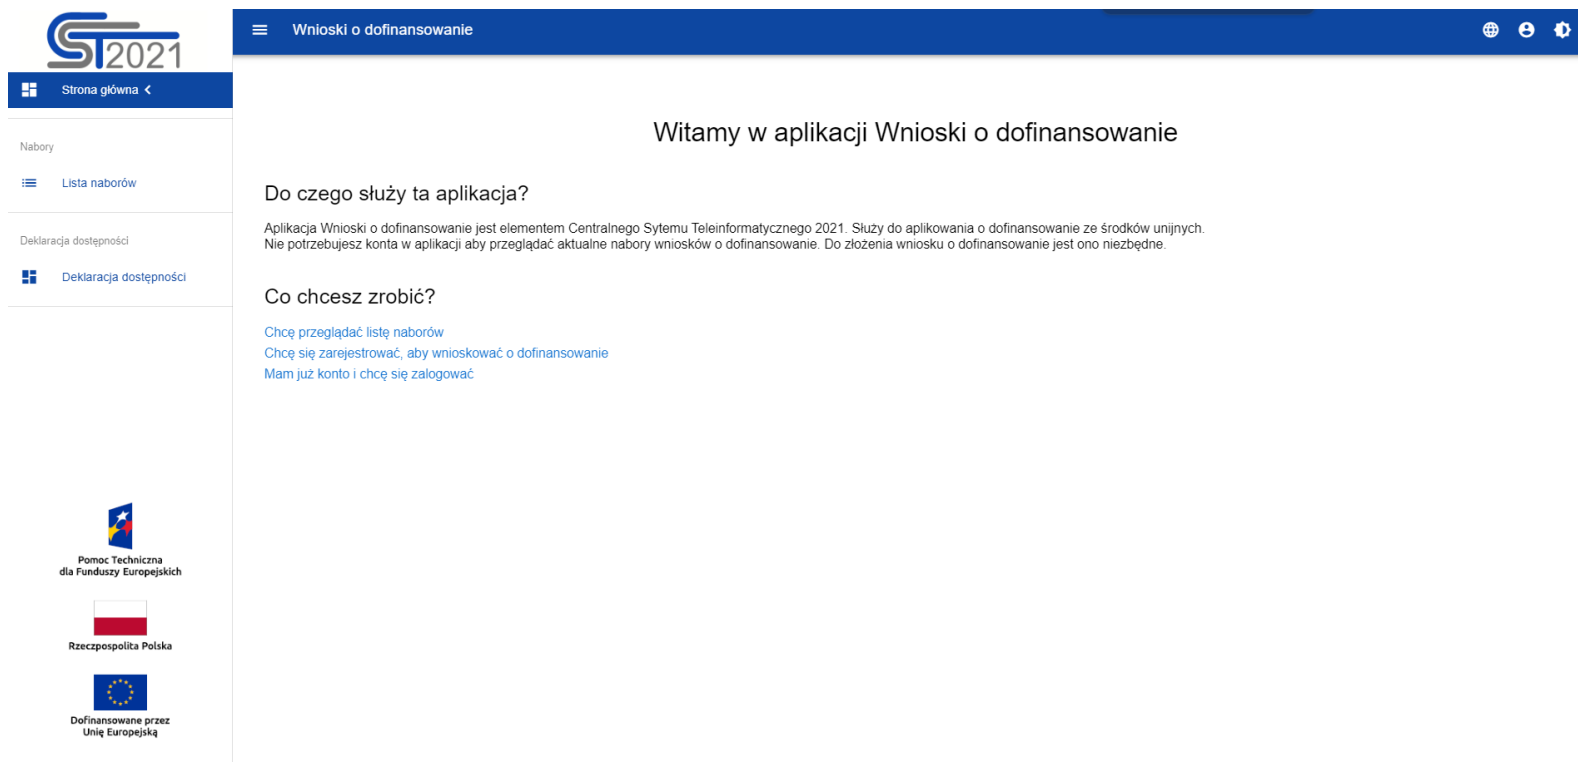 CST2021
Wnioski o dofinansowanie
Strona główna
Nabory
Lista naborów
Deklaracja dostępności
Deklaracja dostępności
Witamy w aplikacji Wnioski o dofinansowanie
Do czego służy ta aplikacja?
Aplikacja Wnioski o dofinansowanie jest elementem Centralnego Sytemu Teleinformatycznego 2021. Służy do aplikowania o dofinansowanie ze środków unijnych.
Nie potrzebujesz konta w aplikacji aby przeglądać aktualne nabory wniosków o dofinansowanie. Do złożenia wniosku o dofinansowanie jest ono niezbędne.
Co chcesz zrobić?
Chcę przeglądać listę naborów
Chcę się zarejestrować, aby wnioskować o dofinansowanie
Mam już konto i chcę się zalogować
Pomoc Techniczna
dla Funduszy Europejskich
Rzeczpospolita Polska
Dofinansowane przez
Unię Europejską